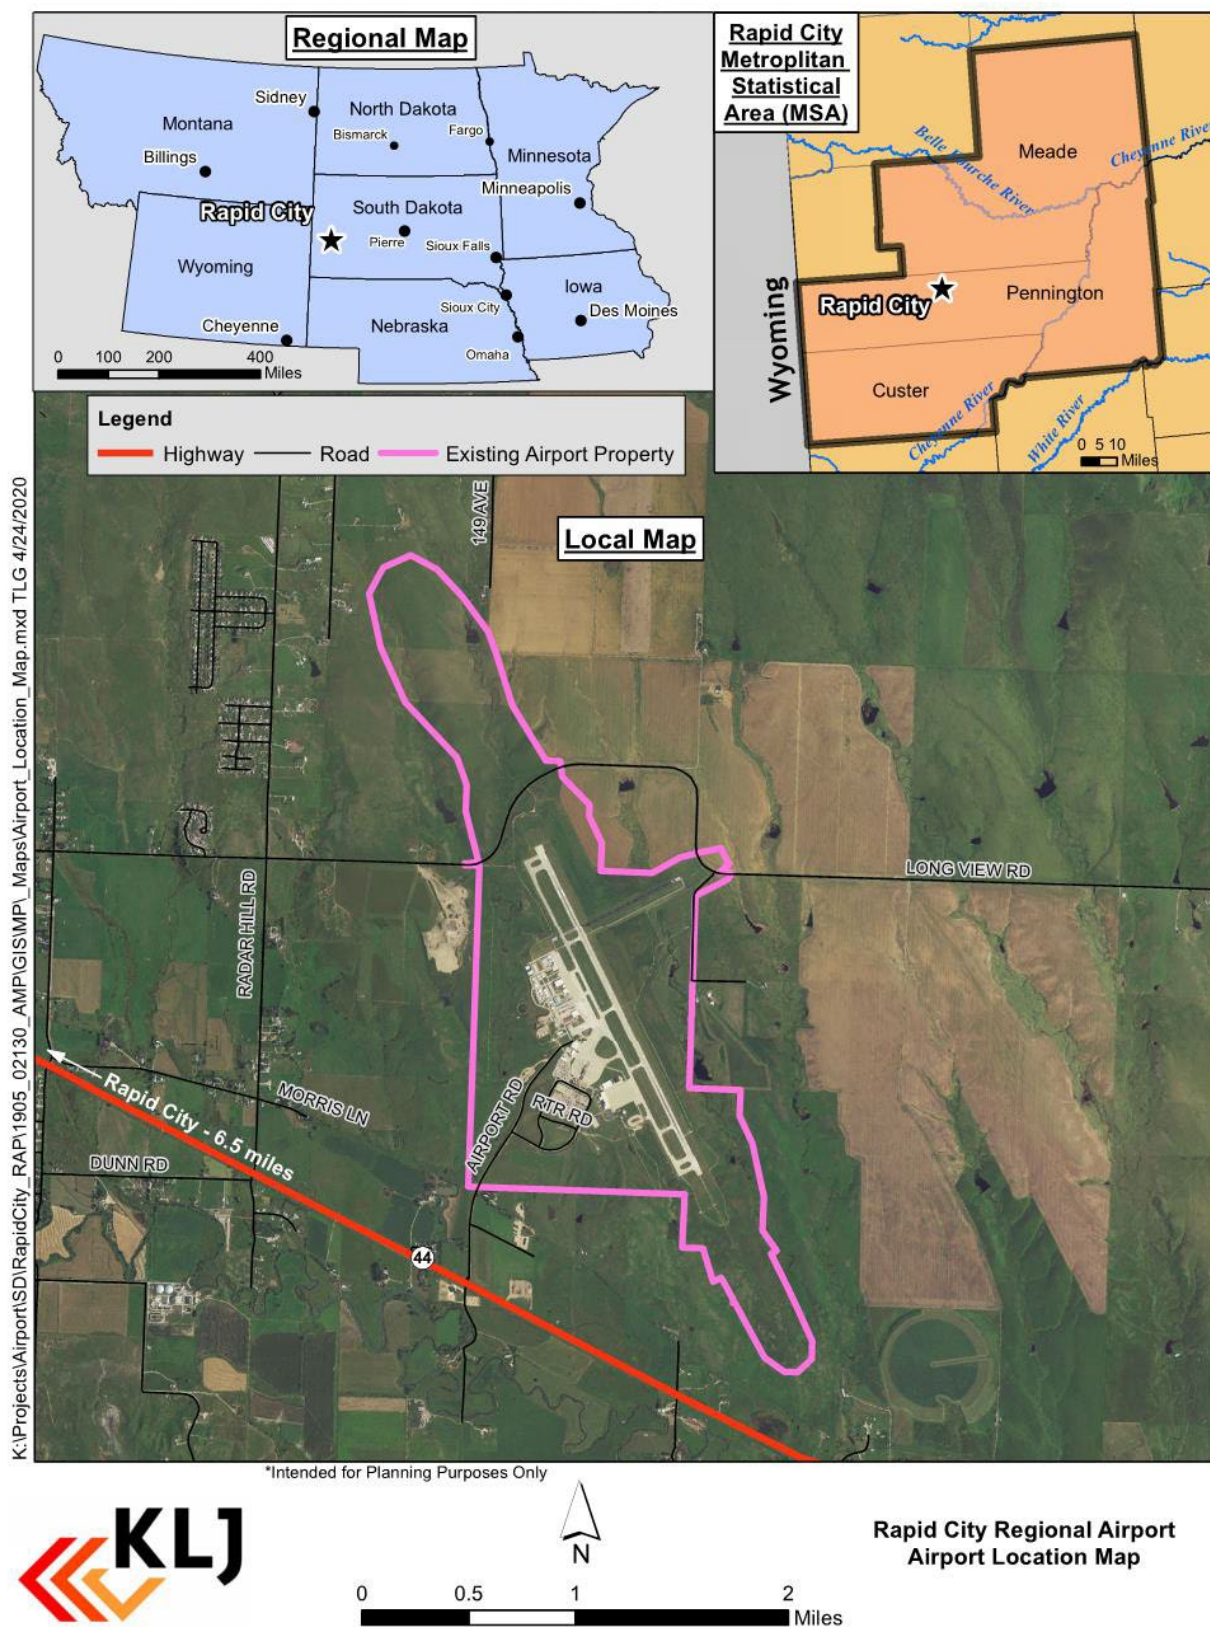 Regional Map
Sidney
North Dakota
Montana
Bismarck
Fargo
Billings
Minnesota
Minneapolis
Rapid City
South Dakota
Pierre
Sioux Falls
Wyoming
Iowa
Sioux City
Des Moines
Cheyenne
Nebraska
Omaha
0 100 200 400
Miles
Rapid City
Metroplitan
Statistical
Area (MSA)
Meade
Belle Fourche River
Cheyenne River
Rapid City
Pennington
Wyoming
Custer
Cheyenne River
White River
0 5 10
Miles
Legend
Highway Road Existing Airport Property
Local Map
149 AVE
LONG VIEW RD
RADAR HILL RD
MORRIS LN
Rapid City - 6.5 miles
DUNN RD
AIRPORT RD
RTR RD
44
K:\Projects\Airport\SD\RapidCity_RAP\1905_02130_AMP\GIS\MP\_Maps\Airport_Location_Map.mxd TLG 4/24/2020
*Intended for Planning Purposes Only
KLJ
N
0 0.5 1 2
Miles
Rapid City Regional Airport
Airport Location Map